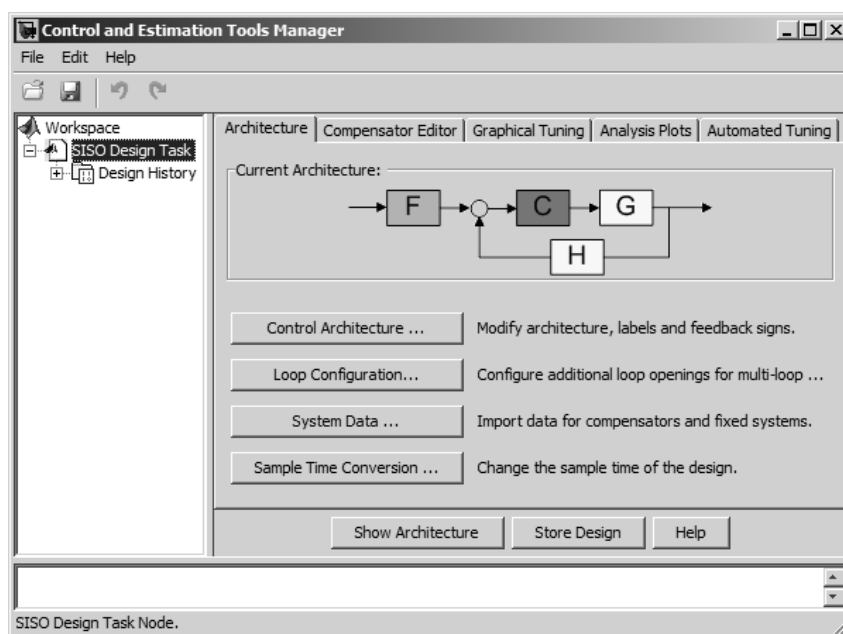 Control and Estimation Tools Manager
File Edit Help
Workspace
SISO Design Task
Design History
Architecture Compensator Editor Graphical Tuning Analysis Plots Automated Tuning
Current Architecture:
F C G
H
Control Architecture ... Modify architecture, labels and feedback signs.
Loop Configuration... Configure additional loop openings for multi-loop ...
System Data ... Import data for compensators and fixed systems.
Sample Time Conversion ... Change the sample time of the design.
Show Architecture Store Design Help
SISO Design Task Node.